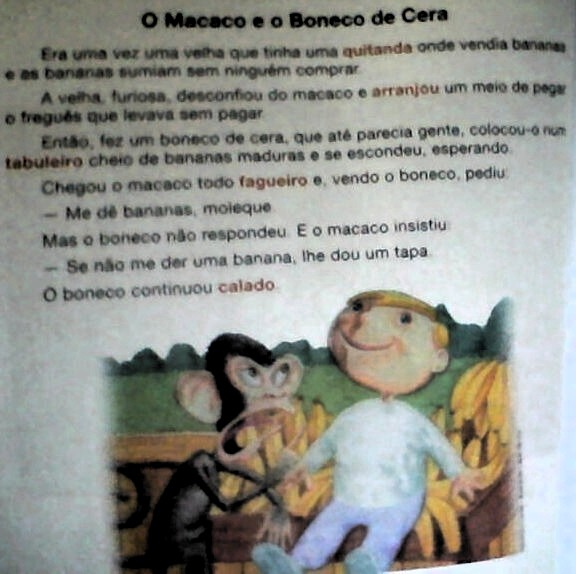 O Macaco e o Boneco de Cera
Era uma vez uma velha que tinha uma quitanda onde vendia bananas
e as bananas sumiam sem ninguém comprar.
A velha, furiosa, desconfiou do macaco e arranjou um meio de pegar
o freguês que levava sem pagar.
Então, fez um boneco de cera, que até parecia gente, colocou-o num
tabuleiro cheio de bananas maduras e se escondeu, esperando.
Chegou o macaco todo fagueiro e, vendo o boneco, pediu:
— Me dê bananas, moleque.
Mas o boneco não respondeu. E o macaco insistiu:
— Se não me der uma banana, lhe dou um tapa.
O boneco continuou calado.